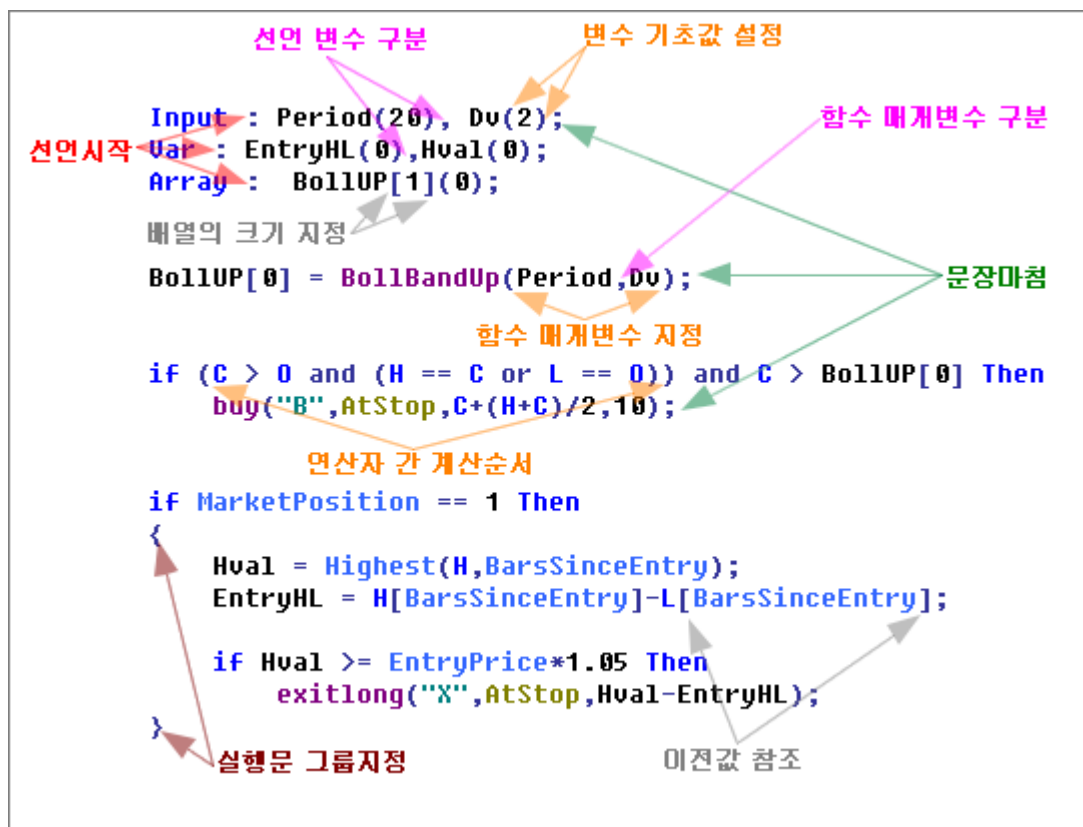 선언 변수 구분
변수 기초값 설정
Input : Period(20), Dv(2);
함수 매개변수 구분
선언시작
Var : EntryHL(0),Hval(0);
Array :  BollUP[1](0);
배열의 크기 지정
BollUP[0] = BollBandUp(Period,Dv);
문장마침
함수 매개변수 지정
if (C > O and (H == C or L == O)) and C > BollUP[0] Then
buy("B",AtStop,C+(H+C)/2,10);
연산자 간 계산순서
if MarketPosition == 1 Then
{
Hval = Highest(H,BarsSinceEntry);
EntryHL = H[BarsSinceEntry]-L[BarsSinceEntry];
if Hval >= EntryPrice*1.05 Then
exitlong("X",AtStop,Hval-EntryHL);
}
실행문 그룹지정
이전값 참조